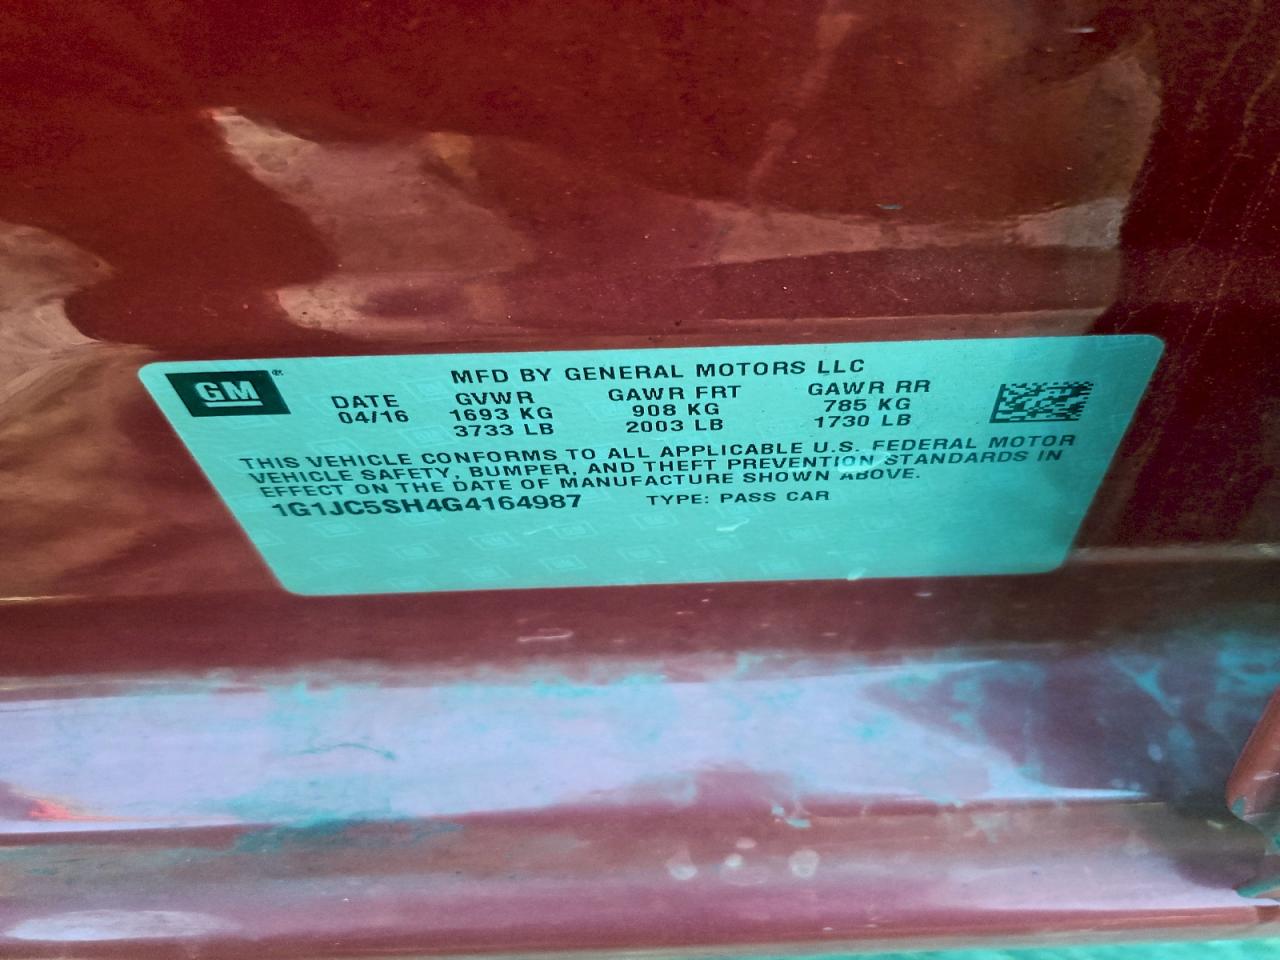 GM®
MFD BY GENERAL MOTORS LLC
DATE GVWR GAWR FRT GAWR RR
04/16 1693 KG 908 KG 785 KG
3733 LB 2003 LB 1730 LB
THIS VEHICLE CONFORMS TO ALL APPLICABLE U.S. FEDERAL MOTOR
VEHICLE SAFETY, BUMPER, AND THEFT PREVENTION STANDARDS IN
EFFECT ON THE DATE OF MANUFACTURE SHOWN ABOVE.
1G1JC5SH4G4164987 TYPE: PASS CAR